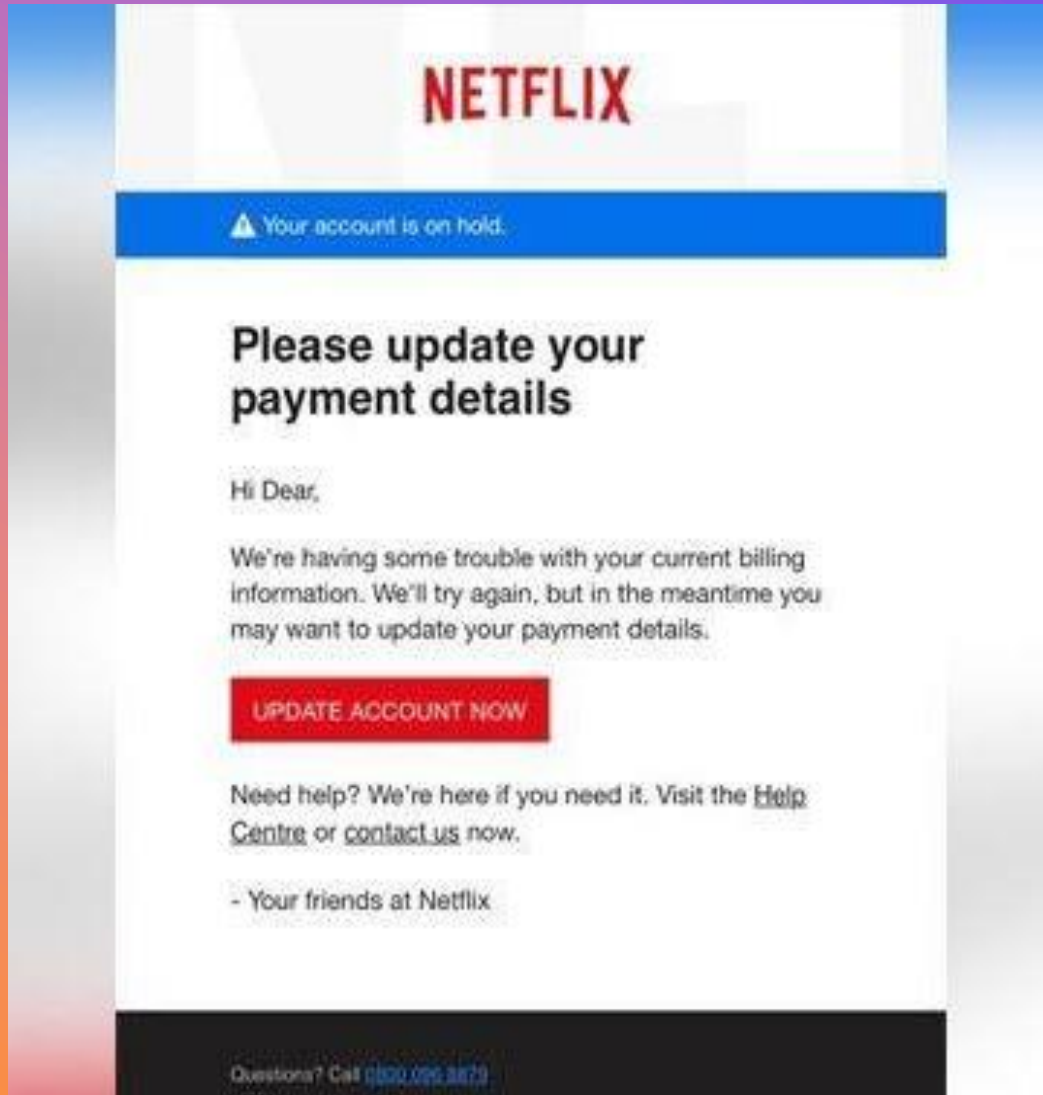 NETFLIX
Your account is on hold.
Please update your
payment details
Hi Dear,
We're having some trouble with your current billing
information. We'll try again, but in the meantime you
may want to update your payment details.
UPDATE ACCOUNT NOW
Need help? We're here if you need it. Visit the Help
Centre or contact us now.
- Your friends at Netflix
Questions? Call